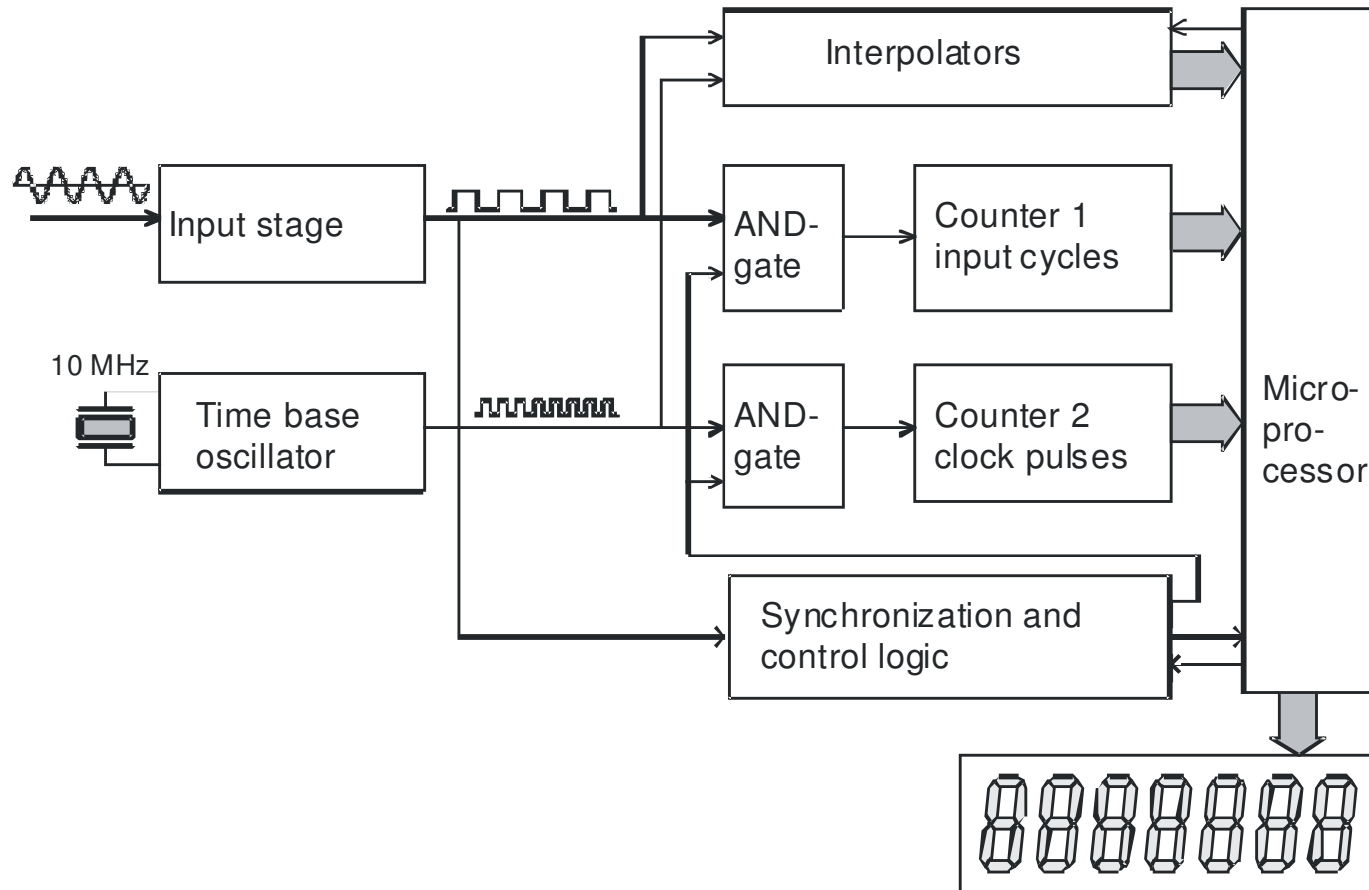 Interpolators
Input stage
AND-
gate
Counter 1
input cycles
10 MHz
Time base
oscillator
AND-
gate
Counter 2
clock pulses
Micro-
pro-
cessor
Synchronization and
control logic
8888888